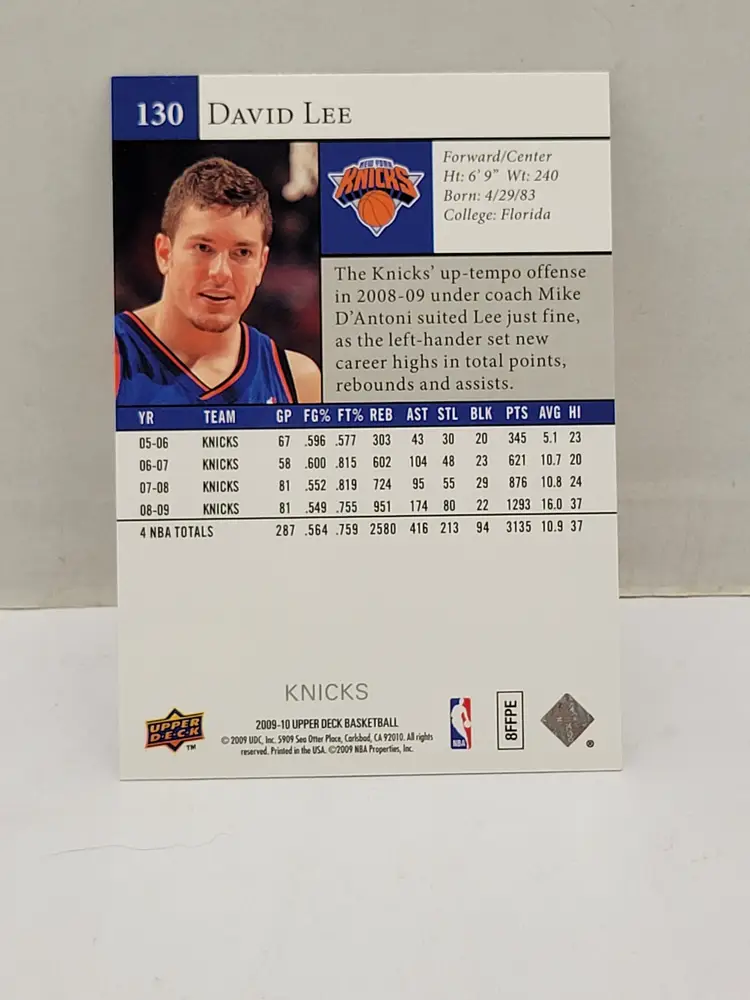 130 DAVID LEE
NEW YORK
KNICKS
Forward/Center
Ht: 6' 9" Wt: 240
Born: 4/29/83
College: Florida
The Knicks' up-tempo offense
in 2008-09 under coach Mike
D'Antoni suited Lee just fine,
as the left-hander set new
career highs in total points,
rebounds and assists.
YR TEAM GP FG% FT% REB AST STL BLK PTS AVG HI
05-06 KNICKS 67 .596 .577 303 43 30 20 345 5.1 23
06-07 KNICKS 58 .600 .815 602 104 48 23 621 10.7 20
07-08 KNICKS 81 .552 .819 724 95 55 29 876 10.8 24
08-09 KNICKS 81 .549 .755 951 174 80 22 1293 16.0 37
4 NBA TOTALS 287 .564 .759 2580 416 213 94 3135 10.9 37
KNICKS
UPPER
DECK
TM
2009-10 UPPER DECK BASKETBALL
© 2009 UDC, Inc. 5909 Sea Otter Place, Carlsbad, CA 92010. All rights
reserved. Printed in the USA. ©2009 NBA Properties, Inc.
NBA
8FFPE
®